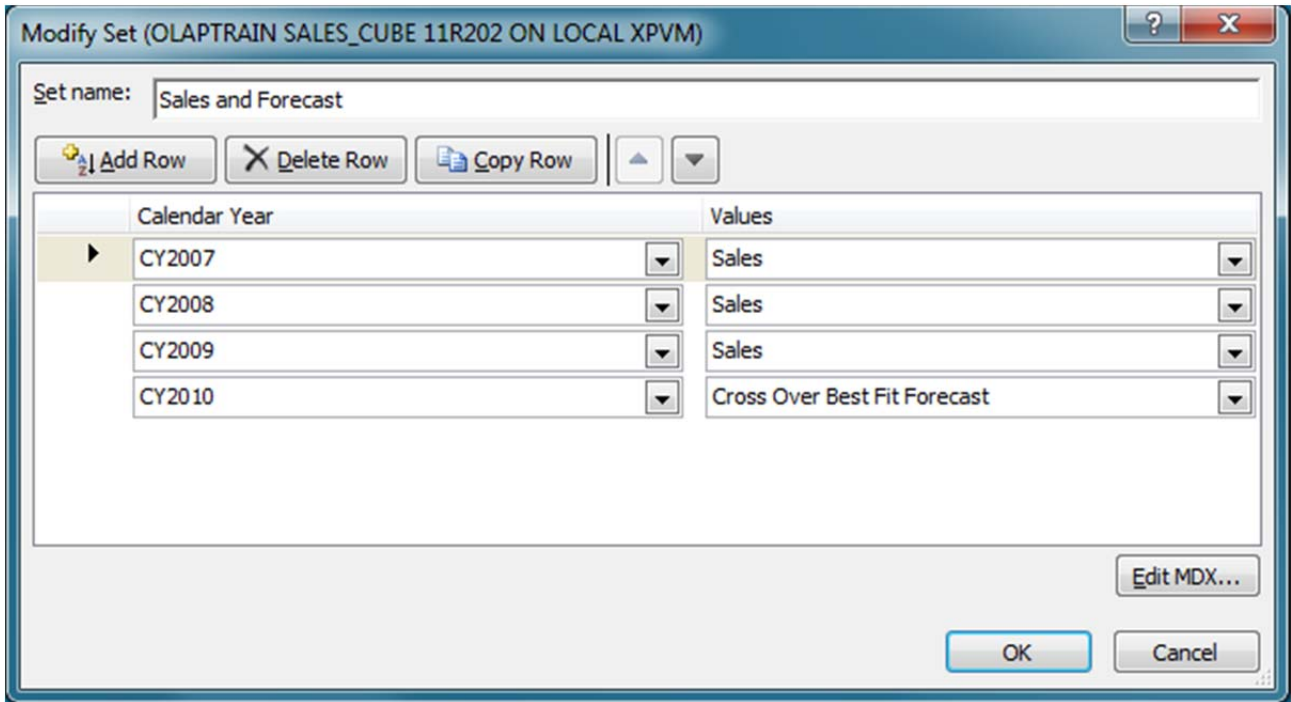 Modify Set (OLAPTRAIN SALES_CUBE 11R202 ON LOCAL XPVM)
Set name: Sales and Forecast
Add Row Delete Row Copy Row
Calendar Year Values
CY2007 Sales
CY2008 Sales
CY2009 Sales
CY2010 Cross Over Best Fit Forecast
Edit MDX...
OK Cancel